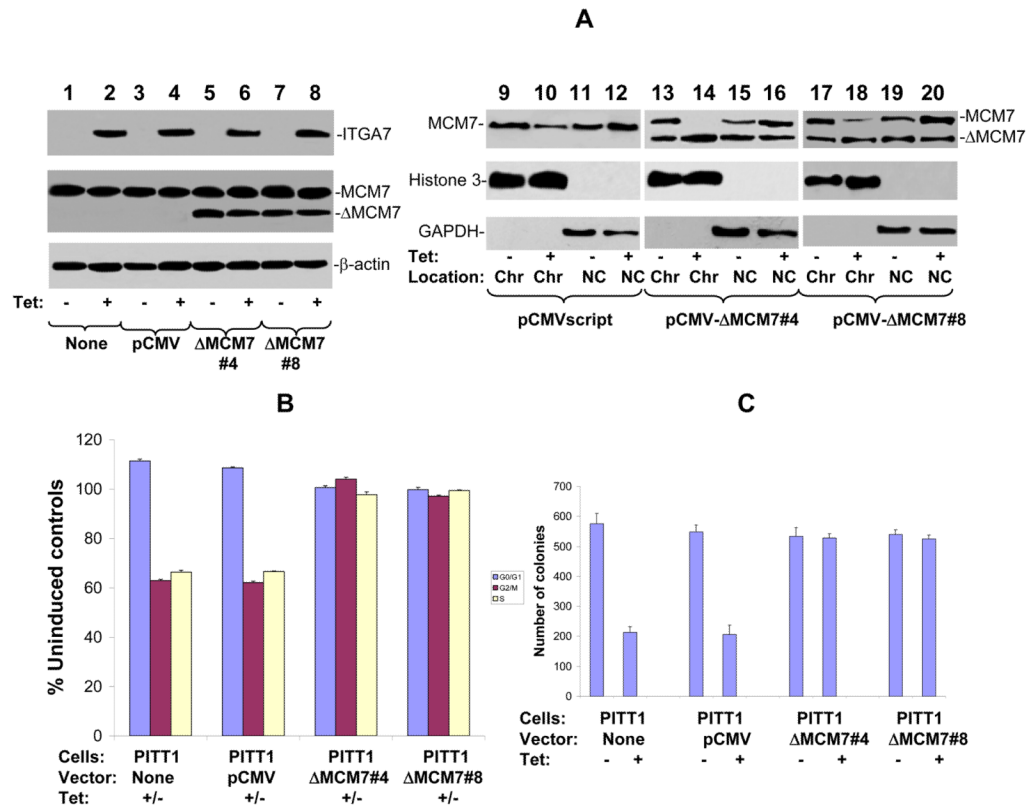 A
1 2 3 4 5 6 7 8
-ITGA7
-MCM7
-ΔMCM7
-β-actin
Tet: - + - + - + - +
None pCMV ΔMCM7 ΔMCM7
#4 #8
9 10 11 12 13 14 15 16 17 18 19 20
MCM7- -MCM7
-ΔMCM7
Histone 3-
GAPDH-
Tet: - + - + - + - + - + - +
Location: Chr Chr NC NC Chr Chr NC NC Chr Chr NC NC
pCMVscript pCMV-ΔMCM7#4 pCMV-ΔMCM7#8
B
% Uninduced controls
120
100
80
60
40
20
0
G0/G1
G2/M
S
Cells: PITT1 PITT1 PITT1 PITT1
Vector: None pCMV ΔMCM7#4 ΔMCM7#8
Tet: +/- +/- +/- +/-
C
Number of colonies
700
600
500
400
300
200
100
0
Cells: PITT1 PITT1 PITT1 PITT1
Vector: None pCMV ΔMCM7#4 ΔMCM7#8
Tet: - + - + - + - +